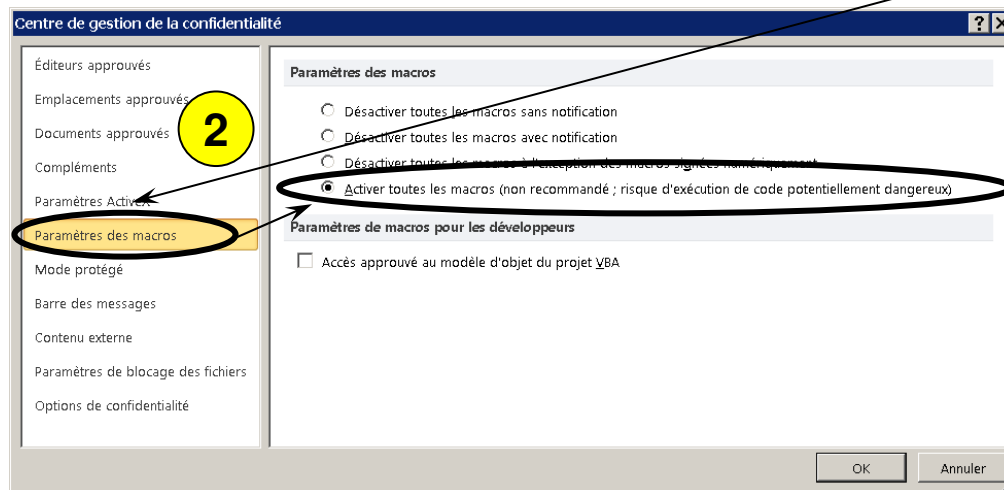 Centre de gestion de la confidentialité
Éditeurs approuvés
Emplacements approuvés
Documents approuvés
2
Compléments
Paramètres ActiveX
Paramètres des macros
Mode protégé
Barre des messages
Contenu externe
Paramètres de blocage des fichiers
Options de confidentialité
Paramètres des macros
Désactiver toutes les macros sans notification
Désactiver toutes les macros avec notification
Désactiver toutes les macros à l'exception des macros signées numériquement
Activer toutes les macros (non recommandé ; risque d'exécution de code potentiellement dangereux)
Paramètres de macros pour les développeurs
Accès approuvé au modèle d'objet du projet VBA
OK
Annuler